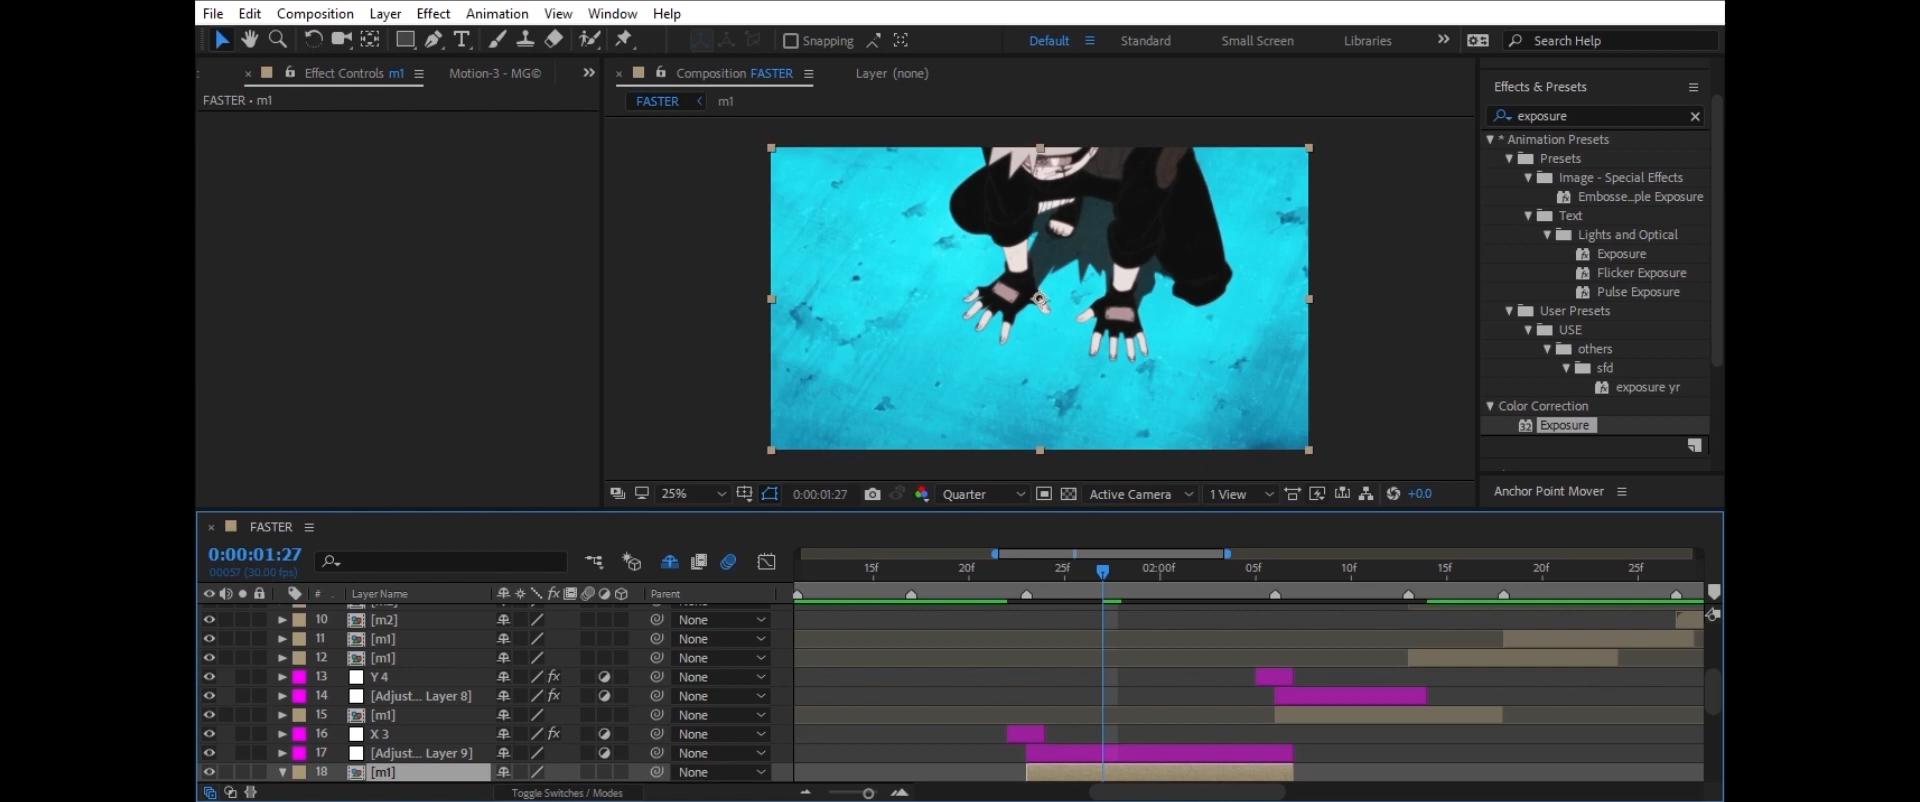 File Edit Composition Layer Effect Animation View Window Help
Snapping Default Standard Small Screen Libraries Search Help
Effect Controls m1 Motion-3 - MG© Composition FASTER Layer (none) Effects & Presets
FASTER • m1 FASTER m1
exposure
* Animation Presets
Presets
Image - Special Effects
Embosse...ple Exposure
Text
Lights and Optical
Exposure
Flicker Exposure
Pulse Exposure
User Presets
USE
others
sfd
exposure yr
Color Correction
Exposure
25% 0:00:01:27 Quarter Active Camera 1 View +0.0 Anchor Point Mover
FASTER
0:00:01:27
00057 (30.00 fps)
15f 20f 25f 02:00f 05f 10f 15f 20f 25f
# Layer Name Parent
10 [m2] None
11 [m1] None
12 [m1] None
13 Y 4 None
14 [Adjust... Layer 8] None
15 [m1] None
16 X 3 None
17 [Adjust... Layer 9] None
18 [m1] None
Toggle Switches / Modes